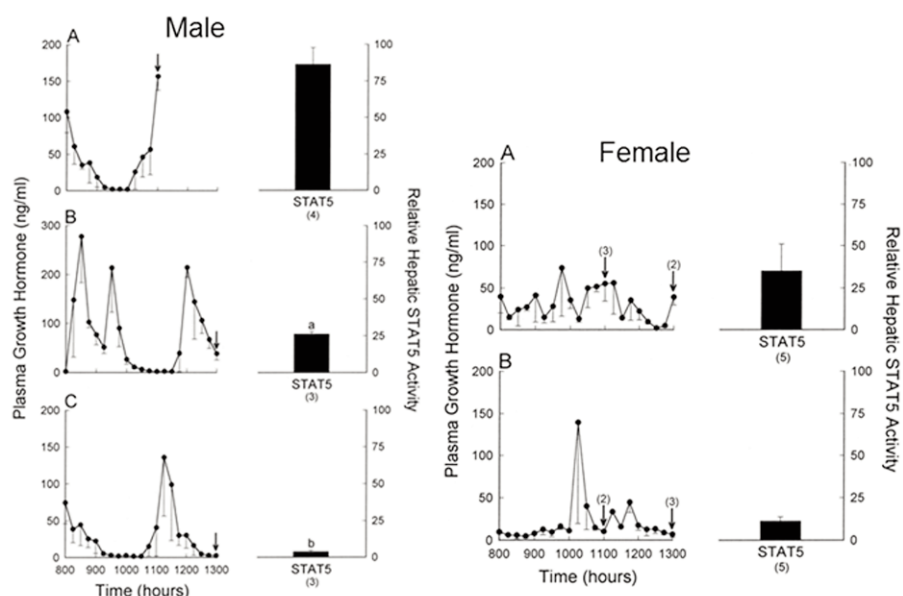 Male
A
200
150
100
50
0
100
75
50
25
0
STAT5
(4)
B
300
200
100
0
100
75
50
25
0
a
STAT5
(3)
C
200
150
100
50
0
800 900 1000 1100 1200 1300
Time (hours)
100
75
50
25
0
b
STAT5
(3)
Plasma Growth Hormone (ng/ml)
Relative Hepatic STAT5 Activity
Female
A
200
150
100
50
0
(3)
(2)
100
75
50
25
0
STAT5
(5)
B
200
150
100
50
0
(2)
(3)
800 900 1000 1100 1200 1300
Time (hours)
100
75
50
25
0
STAT5
(5)
Plasma Growth Hormone (ng/ml)
Relative Hepatic STAT5 Activity